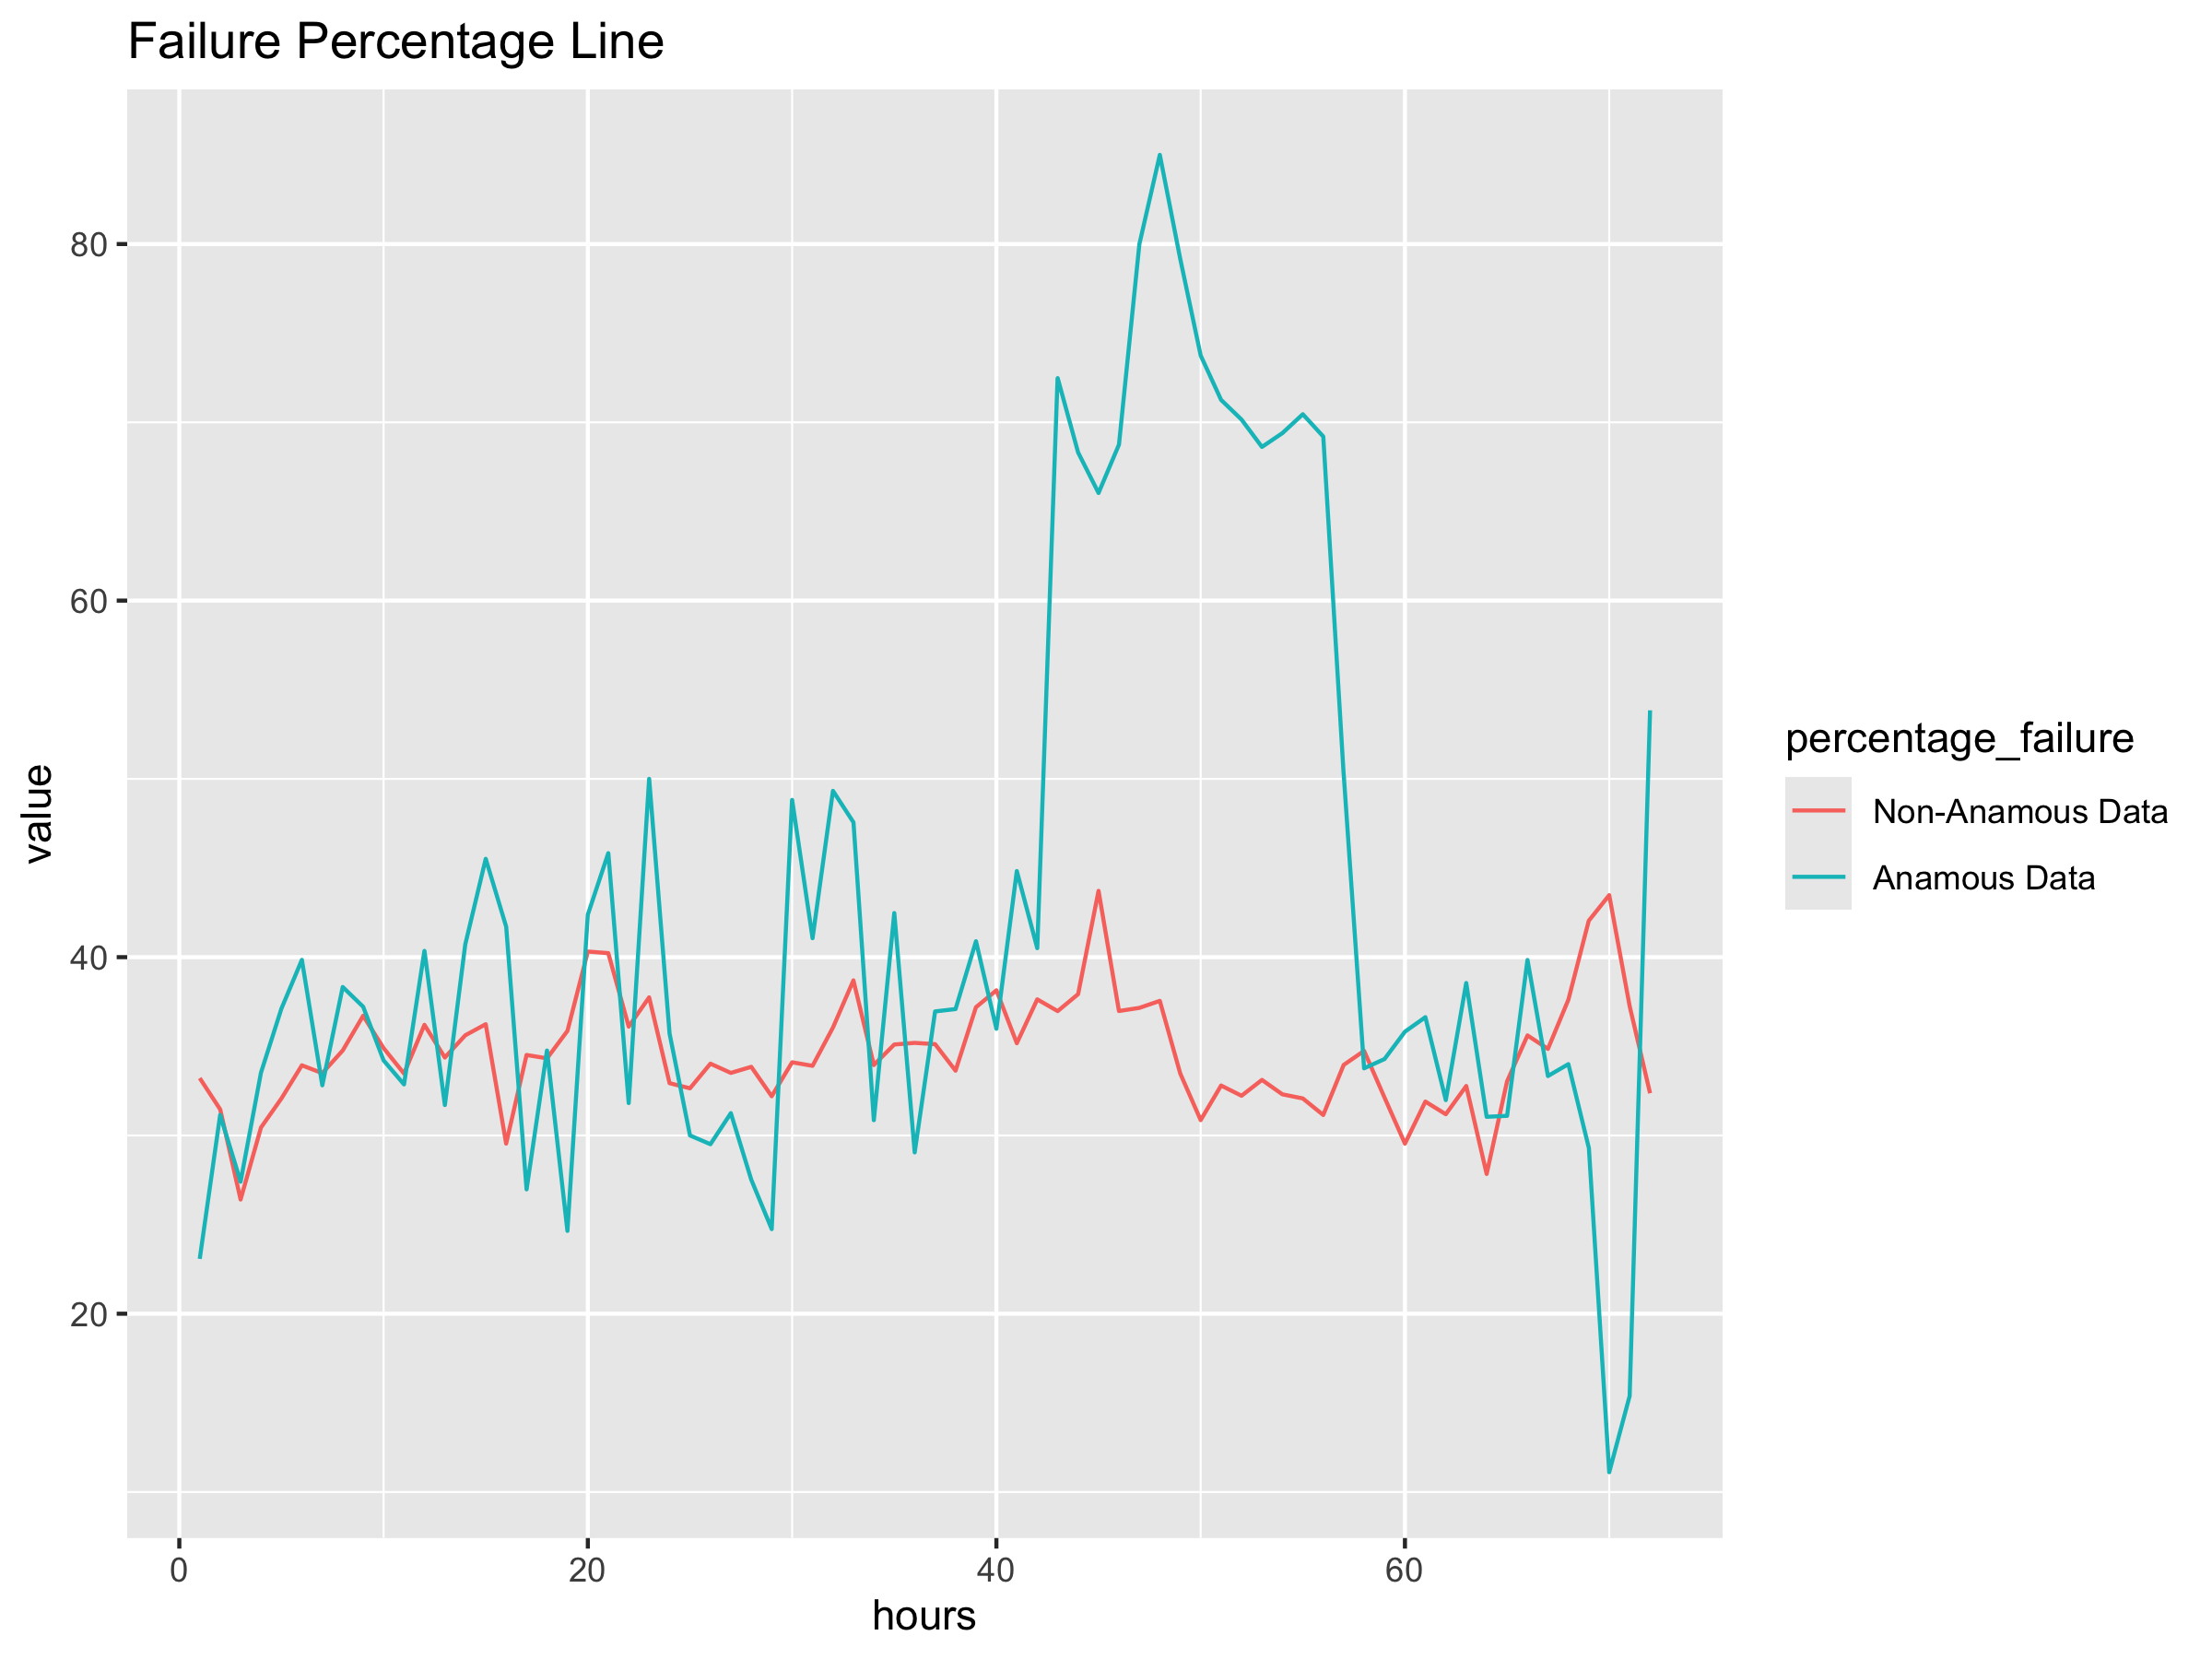 Failure Percentage Line
80
60
40
20
value
0
20
40
60
hours
percentage_failure
Non-Anamous Data
Anamous Data